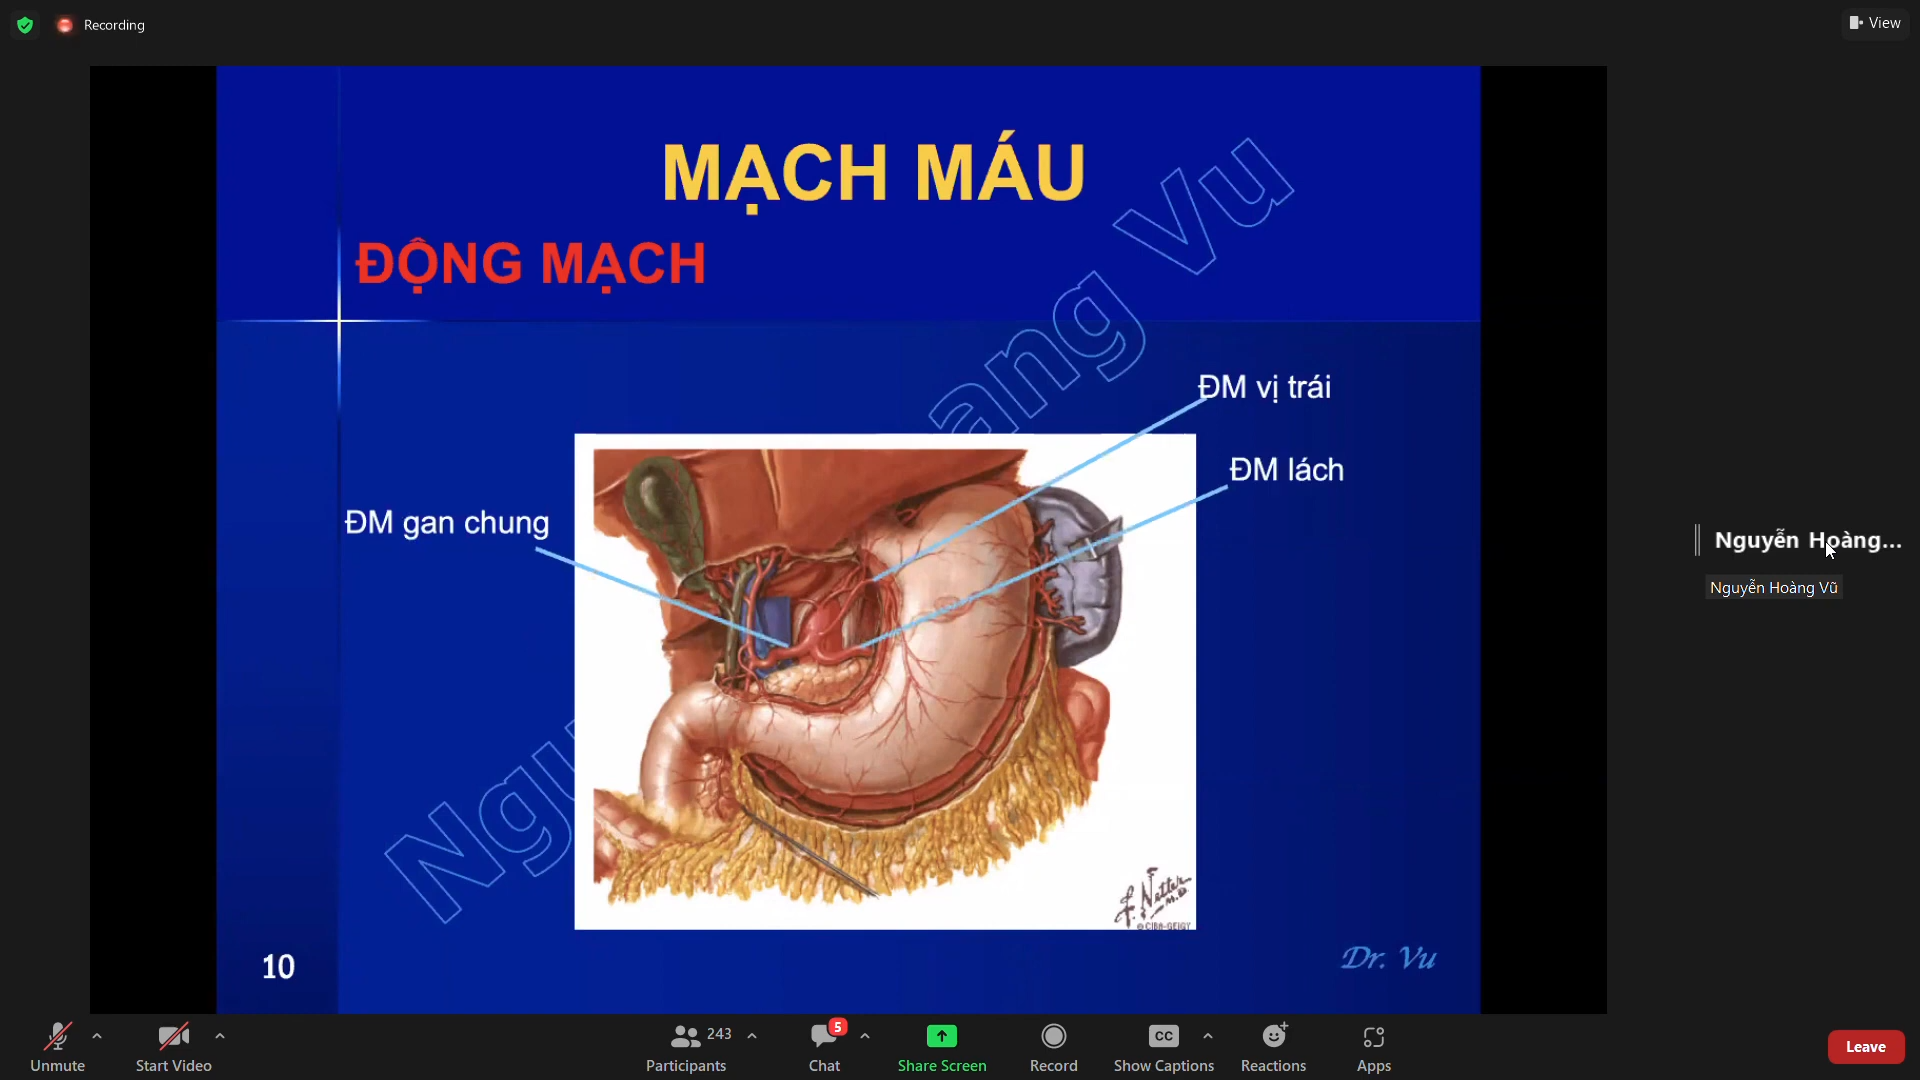 Recording
View
MẠCH MÁU
ĐỘNG MẠCH
ang Vu
ĐM vị trái
ĐM lách
ĐM gan chung
Nguyễn Hoàng...
Nguyễn Hoàng Vũ
Ngu
F. Netter
M.D.
© CIBA-GEIGY
10
Dr. Vu
Unmute
Start Video
243
Participants
5
Chat
Share Screen
Record
CC
Show Captions
Reactions
Apps
Leave